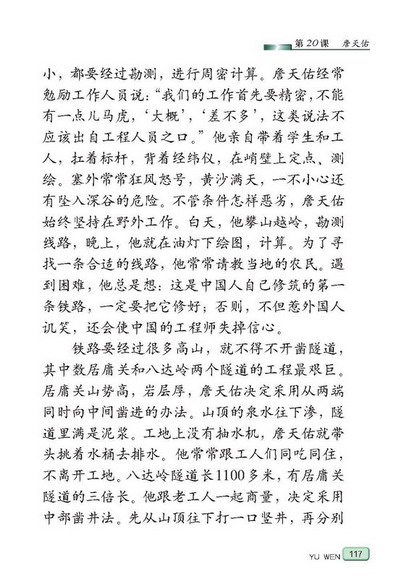 第20课 詹天佑
小，都要经过勘测，进行周密计算。詹天佑经常
勉励工作人员说：“我们的工作首先要精密，不能
有一点儿马虎，‘大概’，‘差不多’，这类说法不
应该出自工程人员之口。”他亲自带着学生和工
人，扛着标杆，背着经纬仪，在峭壁上定点、测
绘。塞外常常狂风怒号，黄沙满天，一不小心还
有坠入深谷的危险。不管条件怎样恶劣，詹天佑
始终坚持在野外工作。白天，他攀山越岭，勘测
线路，晚上，他就在油灯下绘图，计算。为了寻
找一条合适的线路，他常常请教当地的农民。遇
到困难，他总是想：这是中国人自己修筑的第一
条铁路，一定要把它修好；否则，不但惹外国人
讥笑，还会使中国的工程师失掉信心。
铁路要经过很多高山，就不得不开凿隧道，
其中数居庸关和八达岭两个隧道的工程最艰巨。
居庸关山势高，岩层厚，詹天佑决定采用从两端
同时向中间凿进的办法。山顶的泉水往下渗，隧
道里满是泥浆。工地上没有抽水机，詹天佑就带
头挑着水桶去排水。他常常跟工人们同吃同住，
不离开工地。八达岭隧道长1100多米，有居庸关
隧道的三倍长。他跟老工人一起商量，决定采用
中部凿井法。先从山顶往下打一口竖井，再分别
YU WEN 117